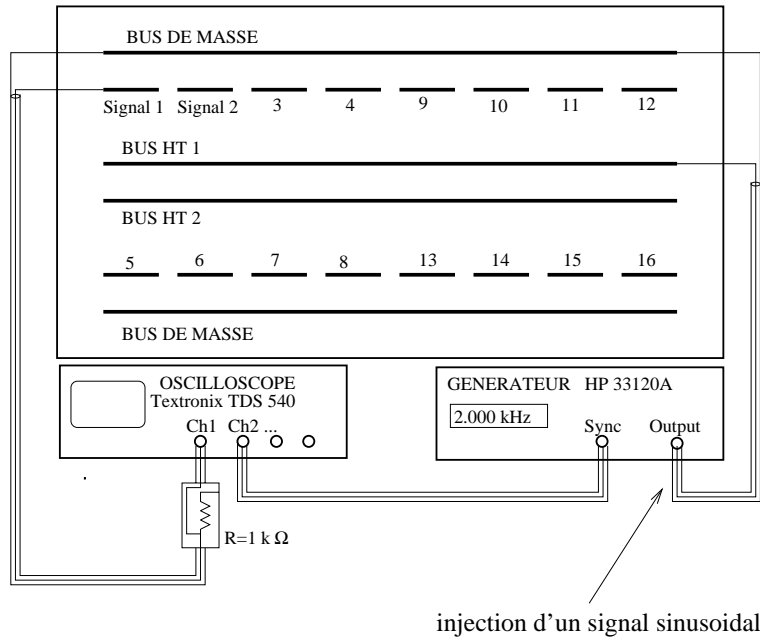 BUS DE MASSE
Signal 1 Signal 2 3 4 9 10 11 12
BUS HT 1
BUS HT 2
5 6 7 8 13 14 15 16
BUS DE MASSE
OSCILLOSCOPE
Textronix TDS 540
Ch1 Ch2 ...
GENERATEUR HP 33120A
2.000 kHz
Sync Output
R=1 k Ω
injection d'un signal sinusoidal